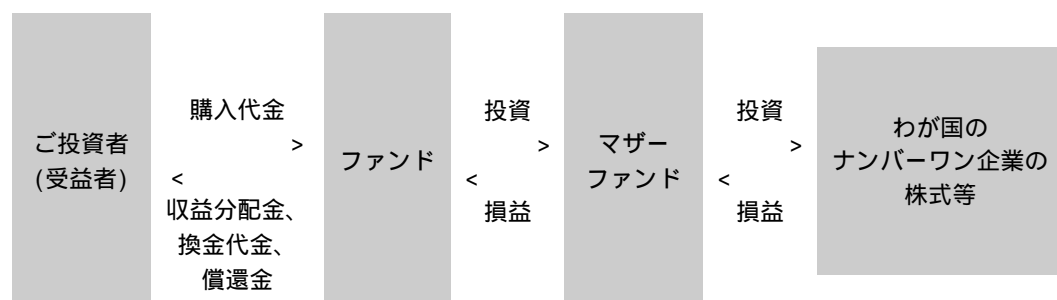 ご投資者
(受益者)
購入代金
>
<
収益分配金、
換金代金、
償還金
ファンド
投資
>
<
損益
マザー
ファンド
投資
>
<
損益
わが国の
ナンバーワン企業の
株式等